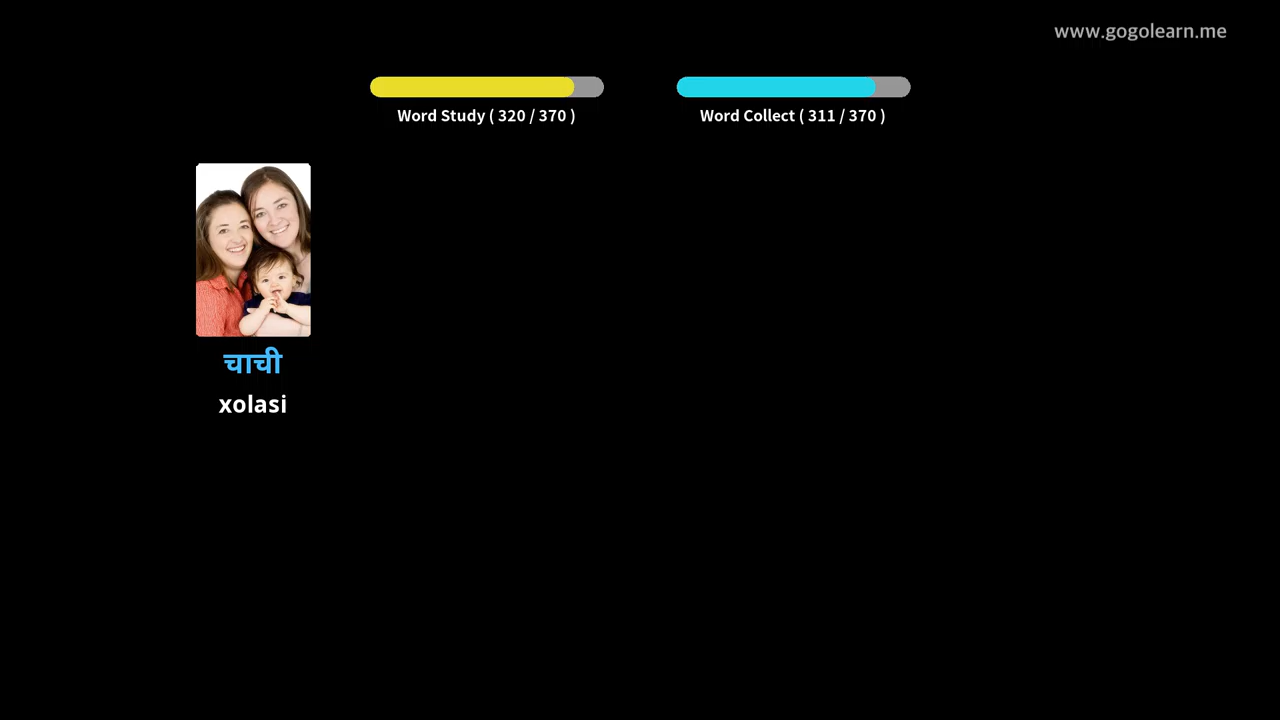 www.gogolearn.me
Word Study ( 320 / 370 )
Word Collect ( 311 / 370 )
चाची
xolasi